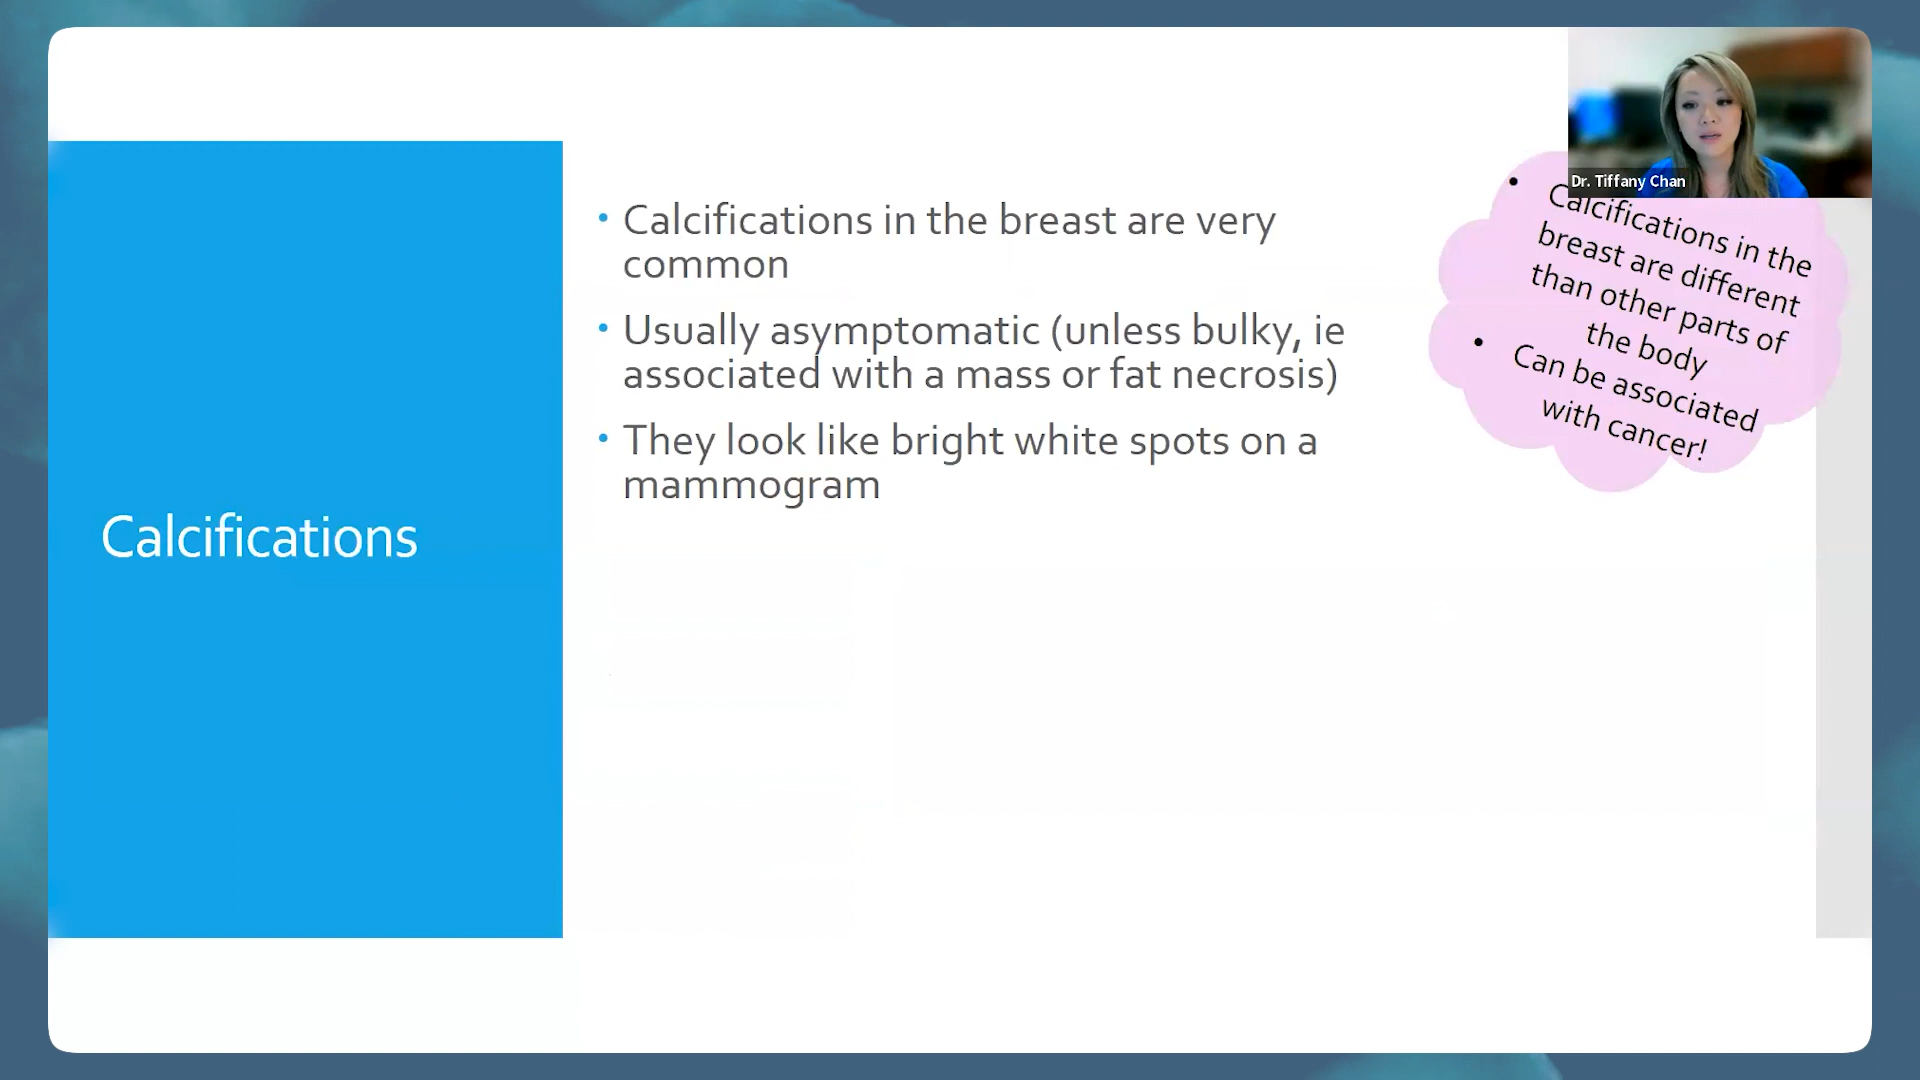 Dr. Tiffany Chan
Calcifications
• Calcifications in the breast are very
common
• Usually asymptomatic (unless bulky, ie
associated with a mass or fat necrosis)
• They look like bright white spots on a
mammogram
• Calcifications in the
breast are different
than other parts of
the body
• Can be associated
with cancer!